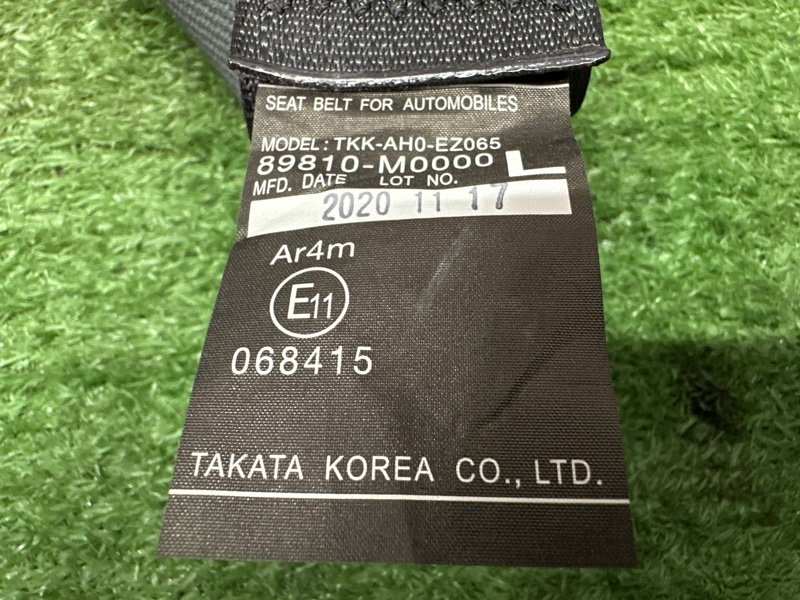 SEAT BELT FOR AUTOMOBILES
MODEL: TKK-AH0-EZ065
89810-M0000 L
MFD. DATE LOT NO.
2020 11 17
Ar4m
E11
068415
TAKATA KOREA CO., LTD.